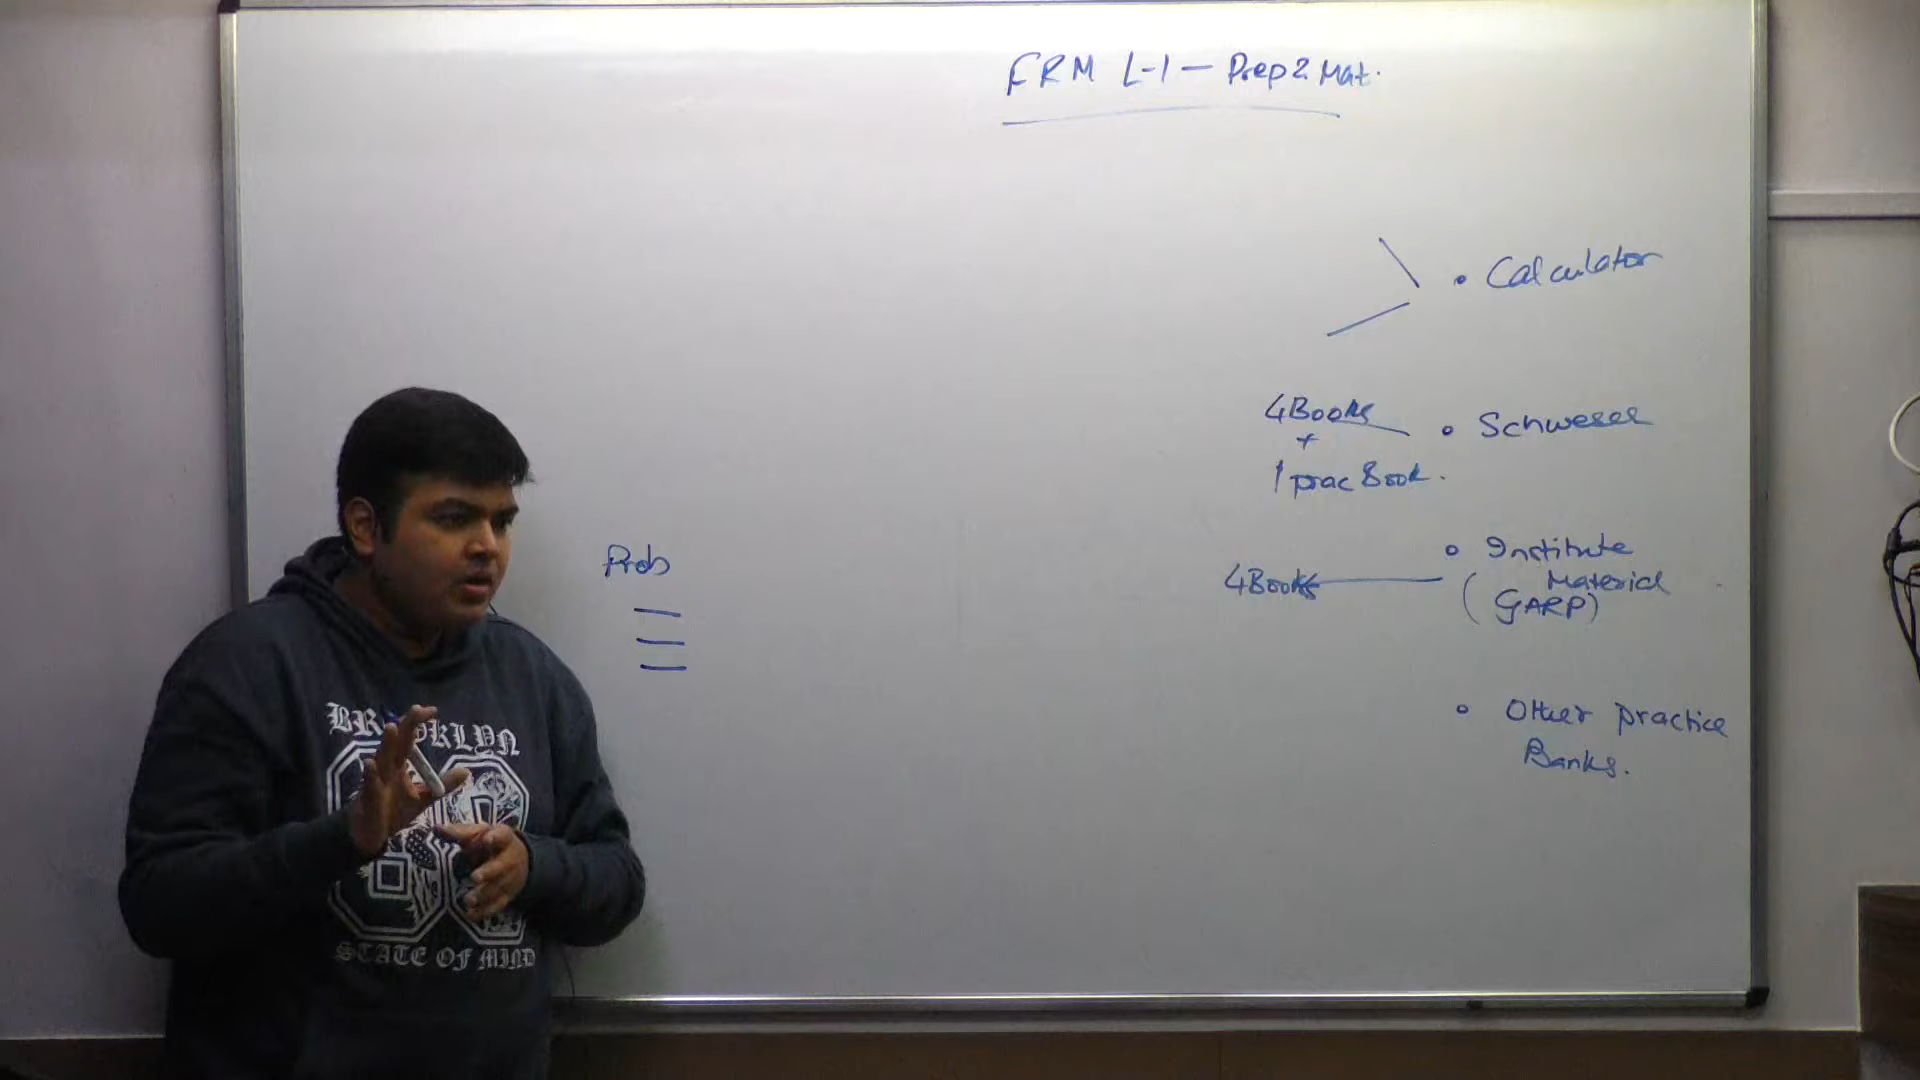 FRM L-1 — Prep & Mat.
• Calculator
4Books • Schweser
+
1 prac Book.
Prob
• Institute
4Books Material
(GARP)
• Other practice
Banks.
BROOKLYN
STATE OF MIND